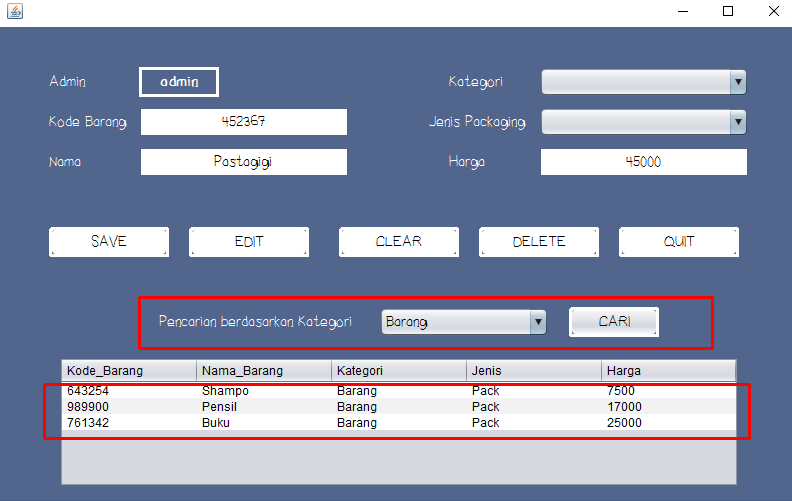 Admin admin Kategori
Kode Barang 452367 Jenis Packaging
Nama Pastagigi Harga 45000
SAVE EDIT CLEAR DELETE QUIT
Pencarian berdasarkan Kategori Barang CARI
Kode_Barang Nama_Barang Kategori Jenis Harga
643254 Shampo Barang Pack 7500
989900 Pensil Barang Pack 17000
761342 Buku Barang Pack 25000